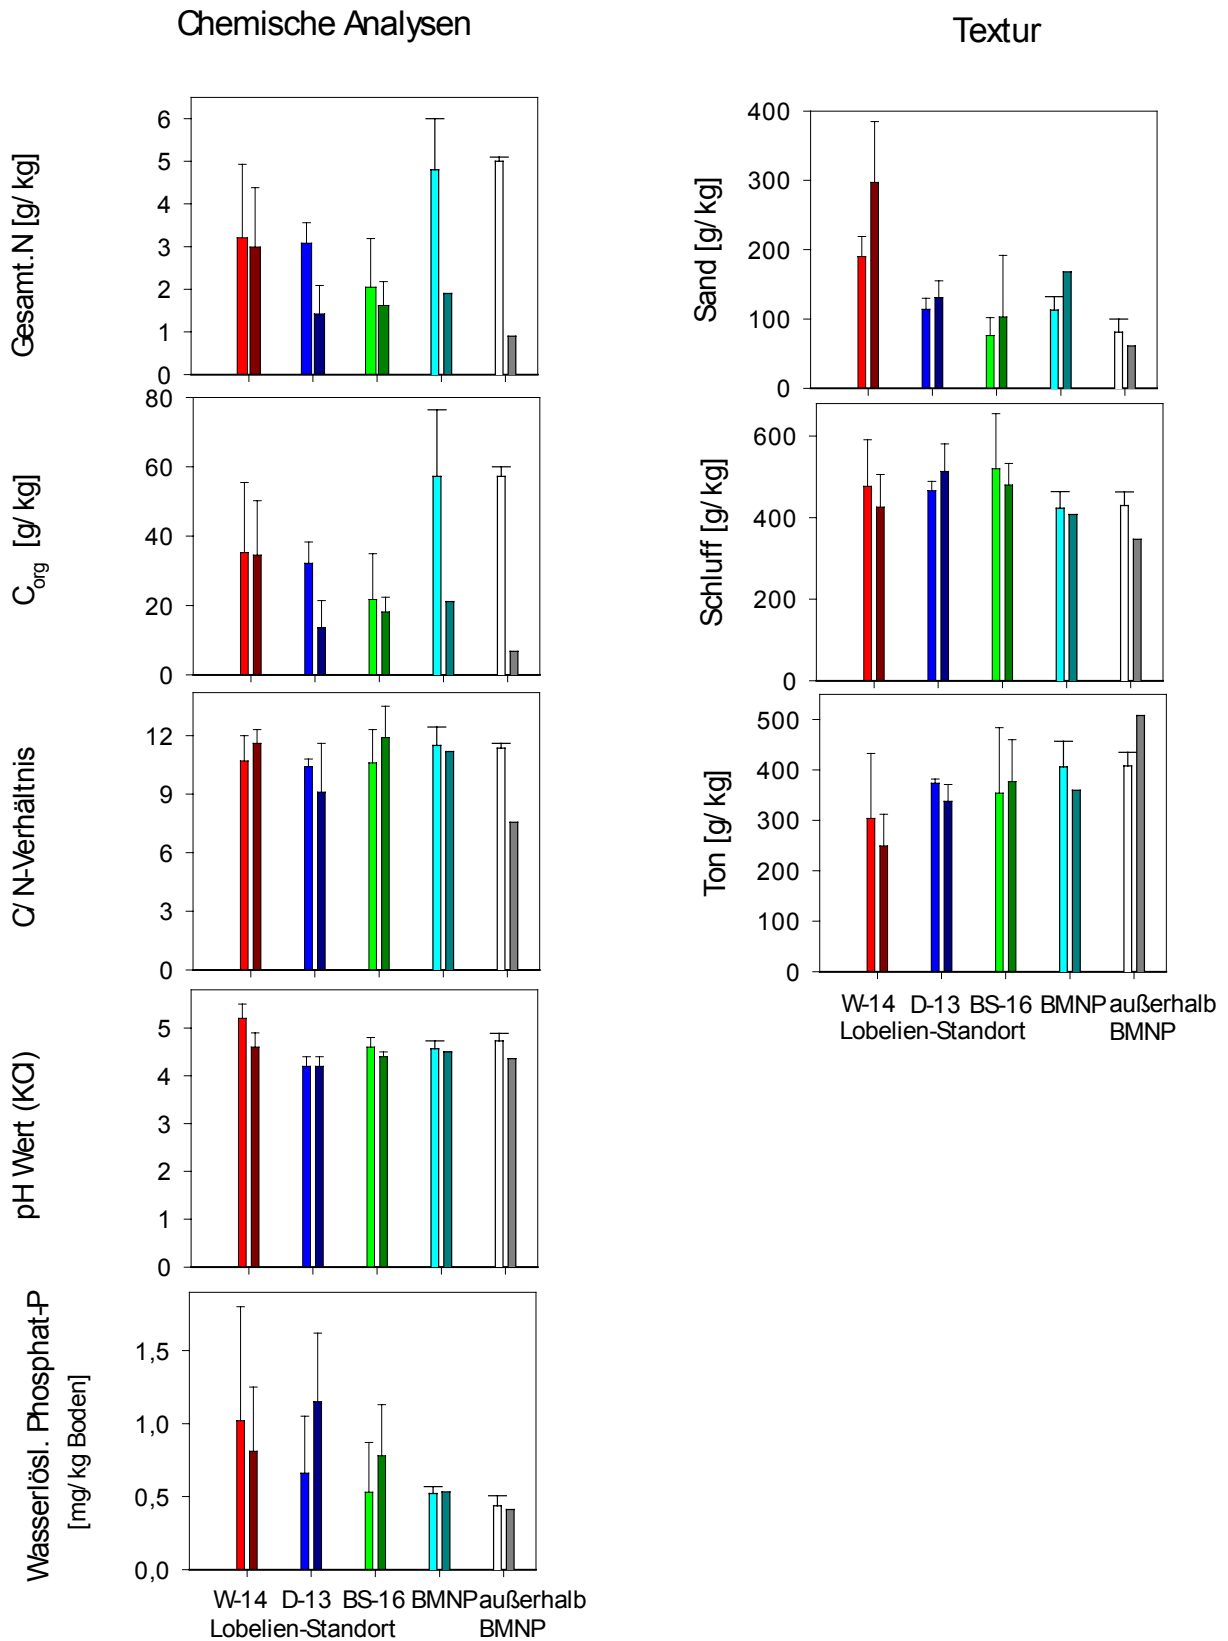 Chemische Analysen
Gesamt.N [g/kg]
6
5
4
3
2
1
0
C org [g/kg]
80
60
40
20
0
C/N-Verhältnis
12
9
6
3
0
pH Wert (KCl)
5
4
3
2
1
0
Wasserlösl. Phosphat-P
[mg/kg Boden]
1,5
1,0
0,5
0,0
W-14 D-13 BS-16 BMNP außerhalb
Lobelien-Standort BMNP
Textur
Sand [g/kg]
400
300
200
100
0
Schluff [g/kg]
600
400
200
0
Ton [g/kg]
500
400
300
200
100
0
W-14 D-13 BS-16 BMNP außerhalb
Lobelien-Standort BMNP